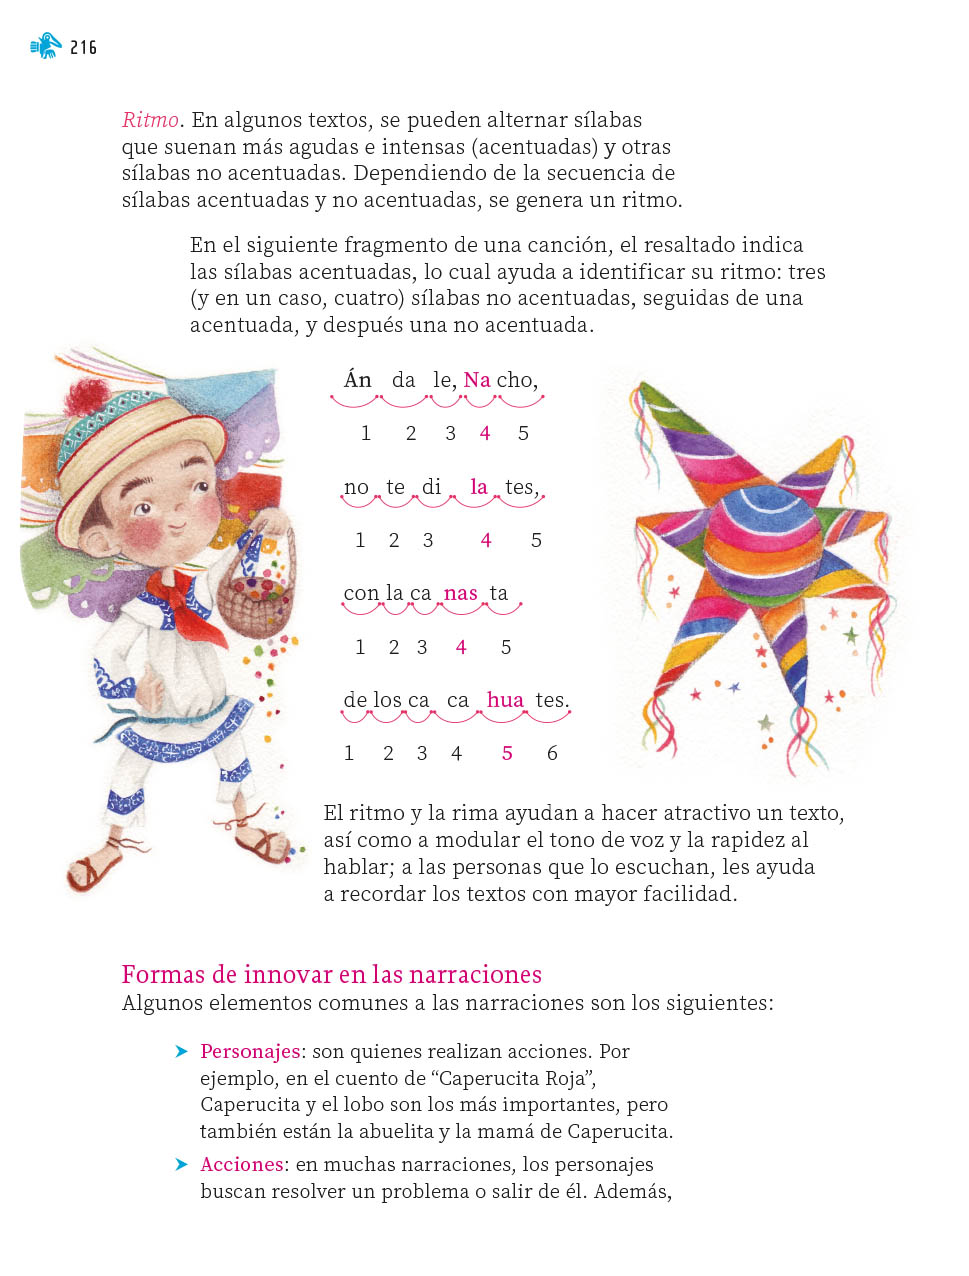 216
Ritmo. En algunos textos, se pueden alternar sílabas
que suenan más agudas e intensas (acentuadas) y otras
sílabas no acentuadas. Dependiendo de la secuencia de
sílabas acentuadas y no acentuadas, se genera un ritmo.
En el siguiente fragmento de una canción, el resaltado indica
las sílabas acentuadas, lo cual ayuda a identificar su ritmo: tres
(y en un caso, cuatro) sílabas no acentuadas, seguidas de una
acentuada, y después una no acentuada.
Án da le, Na cho,
1 2 3 4 5
no te di la tes,
1 2 3 4 5
con la ca nas ta
1 2 3 4 5
de los ca ca hua tes.
1 2 3 4 5 6
El ritmo y la rima ayudan a hacer atractivo un texto,
así como a modular el tono de voz y la rapidez al
hablar; a las personas que lo escuchan, les ayuda
a recordar los textos con mayor facilidad.
Formas de innovar en las narraciones
Algunos elementos comunes a las narraciones son los siguientes:
➤ Personajes: son quienes realizan acciones. Por
ejemplo, en el cuento de “Caperucita Roja”,
Caperucita y el lobo son los más importantes, pero
también están la abuelita y la mamá de Caperucita.
➤ Acciones: en muchas narraciones, los personajes
buscan resolver un problema o salir de él. Además,